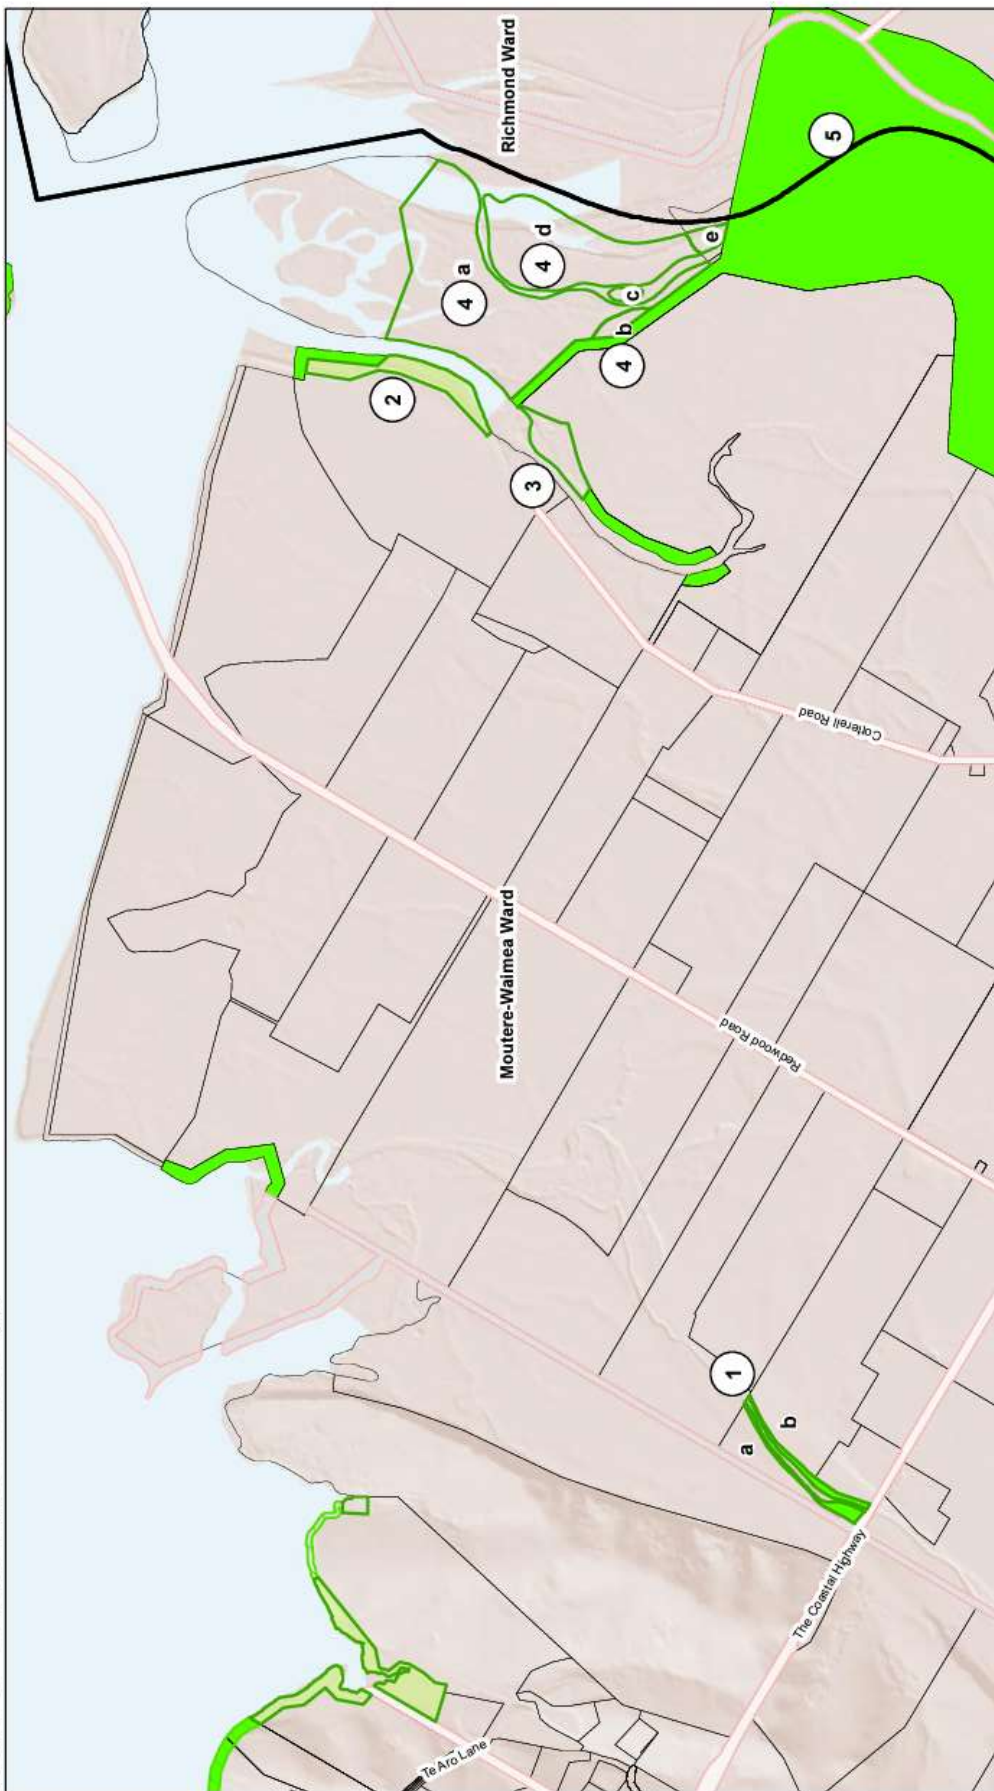 2
Te Aro Lane
4 a
Moutere-Waimea Ward
Richmond Ward
3
4 d
4 b
c
e
1
a
Redwood Road
b
The Coastal Highway
5
Cotterell Road